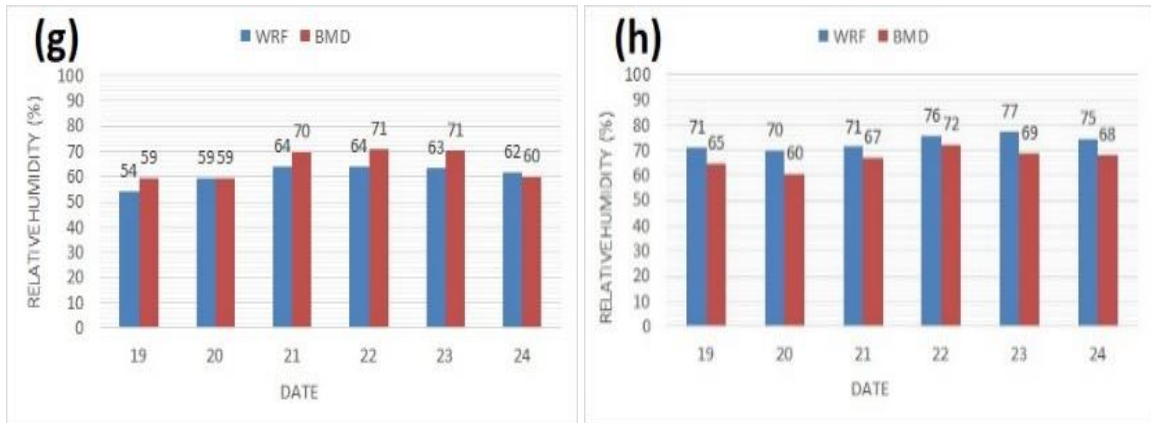 (g)
WRF BMD
RELATIVE HUMIDITY (%)
100
90
80
70
60
50
40
30
20
10
0
54 59 59 59 64 70 64 71 63 71 62 60
19 20 21 22 23 24
DATE
(h)
WRF BMD
RELATIVE HUMIDITY (%)
100
90
80
70
60
50
40
30
20
10
0
71 65 70 60 71 67 76 72 77 69 75 68
19 20 21 22 23 24
DATE